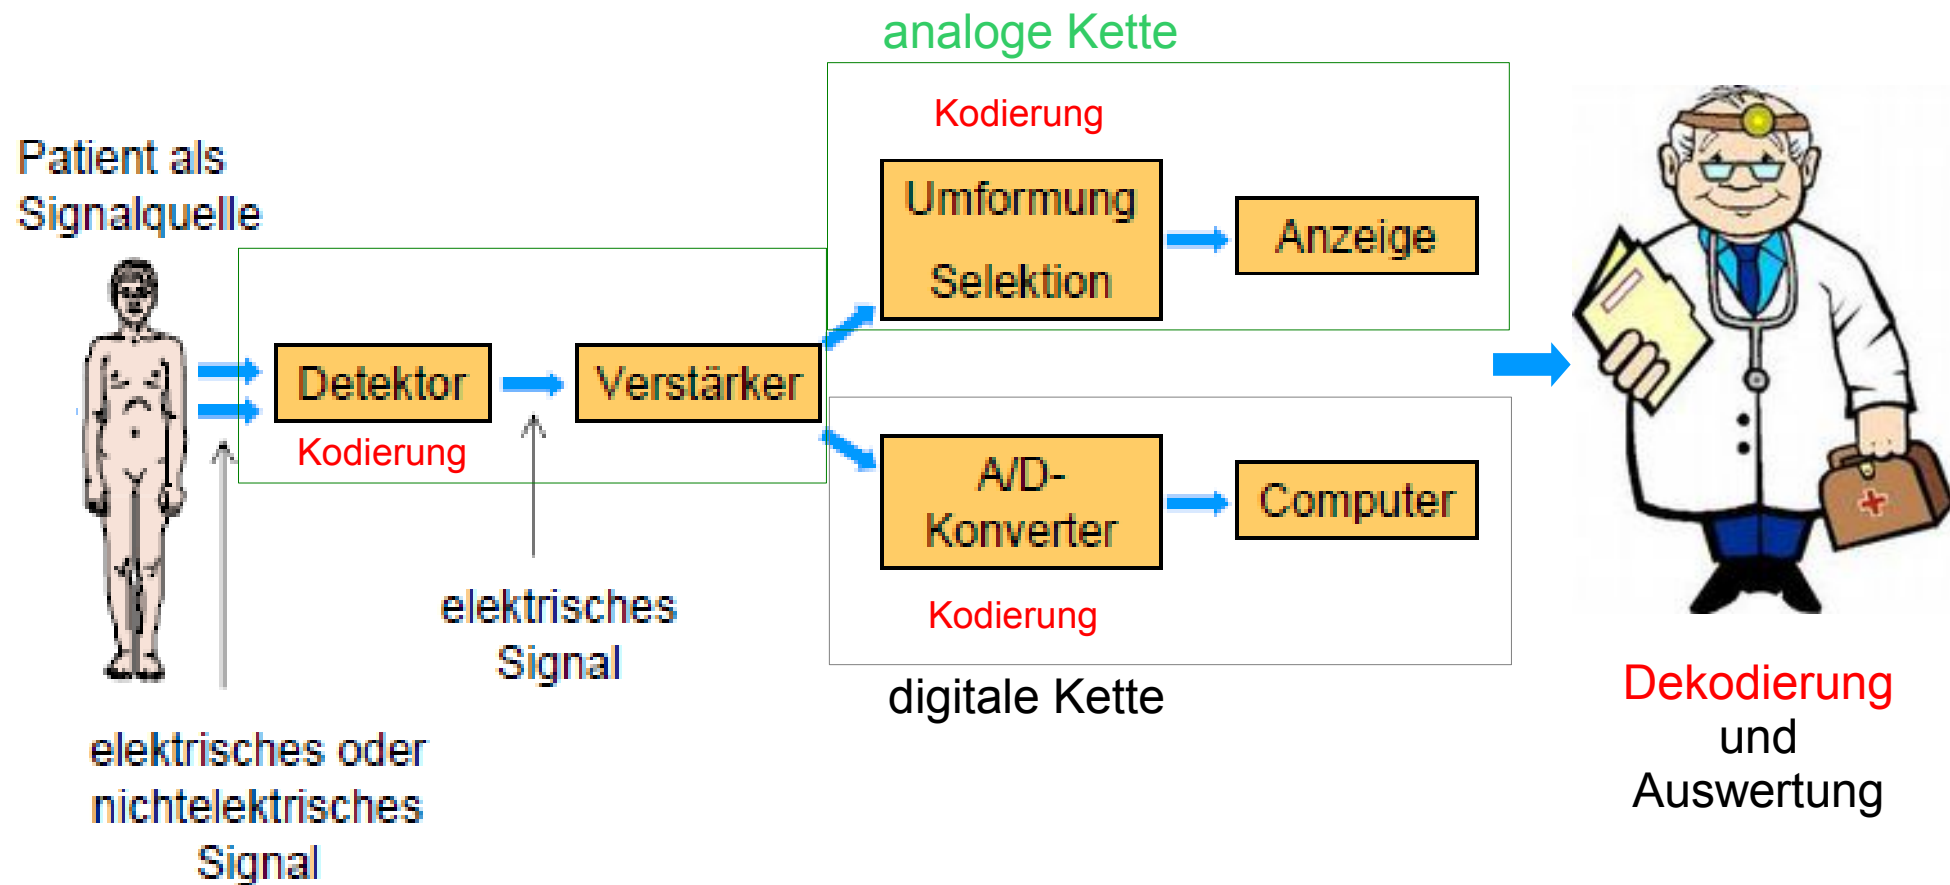 analoge Kette
Kodierung
Patient als
Signalquelle
Umformung
Selektion
Anzeige
Detektor
Verstärker
Kodierung
A/D-
Konverter
Computer
Kodierung
elektrisches
Signal
digitale Kette
elektrisches oder
nichtelektrisches
Signal
Dekodierung
und
Auswertung